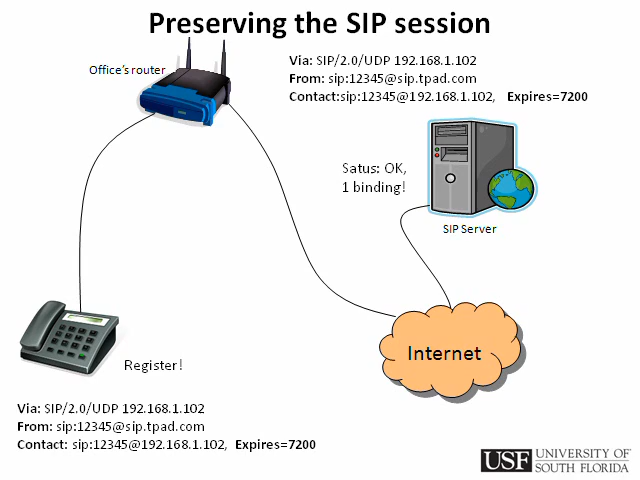 Preserving the SIP session
Office's router
Via: SIP/2.0/UDP 192.168.1.102
From: sip:12345@sip.tpad.com
Contact:sip:12345@192.168.1.102, Expires=7200
Satus: OK,
1 binding!
SIP Server
Internet
Register!
Via: SIP/2.0/UDP 192.168.1.102
From: sip:12345@sip.tpad.com
Contact: sip:12345@192.168.1.102, Expires=7200
USF UNIVERSITY OF
SOUTH FLORIDA